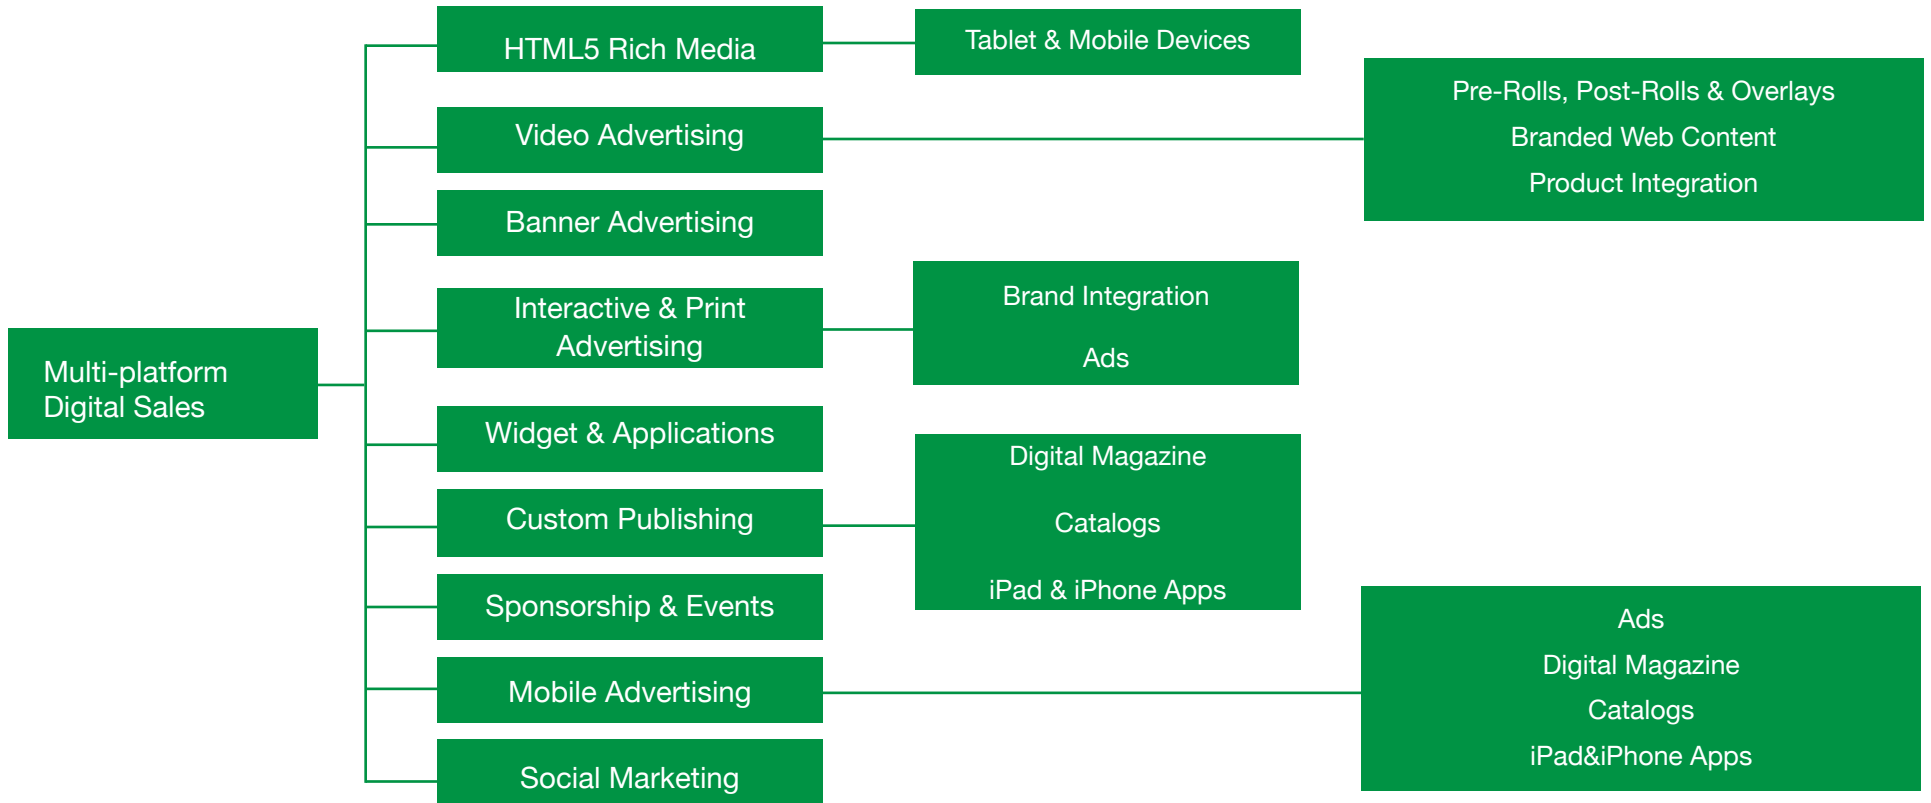 HTML5 Rich Media
Tablet & Mobile Devices
Video Advertising
Pre-Rolls, Post-Rolls & Overlays
Branded Web Content
Product Integration
Banner Advertising
Interactive & Print
Advertising
Brand Integration
Ads
Multi-platform
Digital Sales
Widget & Applications
Custom Publishing
Digital Magazine
Catalogs
iPad & iPhone Apps
Sponsorship & Events
Mobile Advertising
Ads
Digital Magazine
Catalogs
iPad&iPhone Apps
Social Marketing